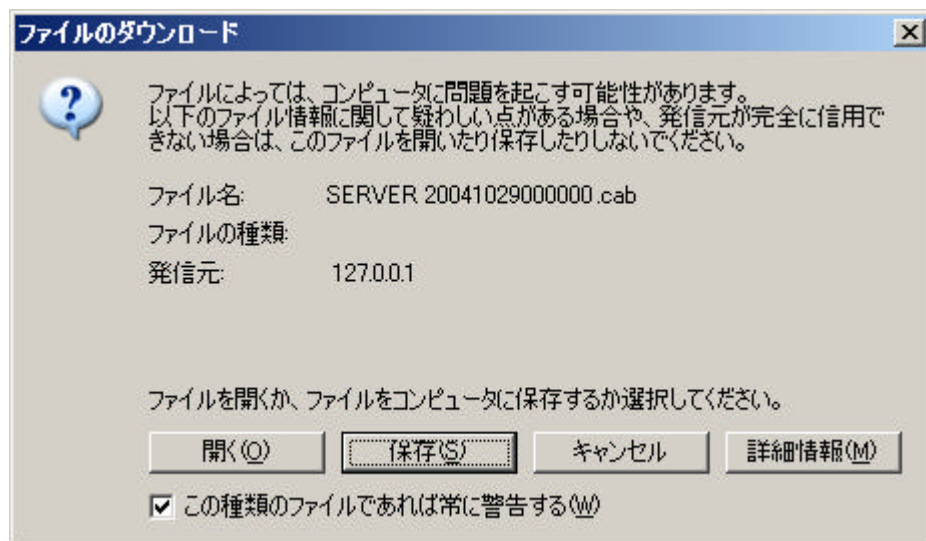 ファイルのダウンロード
ファイルによっては、コンピュータに問題を起こす可能性があります。
以下のファイル情報に関して疑わしい点がある場合や、発信元が完全に信用で
きない場合は、このファイルを開いたり保存したりしないでください。
ファイル名: SERVER 20041029000000.cab
ファイルの種類:
発信元: 127.0.0.1
ファイルを開くか、ファイルをコンピュータに保存するか選択してください。
開く(O) 保存(S) キャンセル 詳細情報(M)
この種類のファイルであれば常に警告する(W)